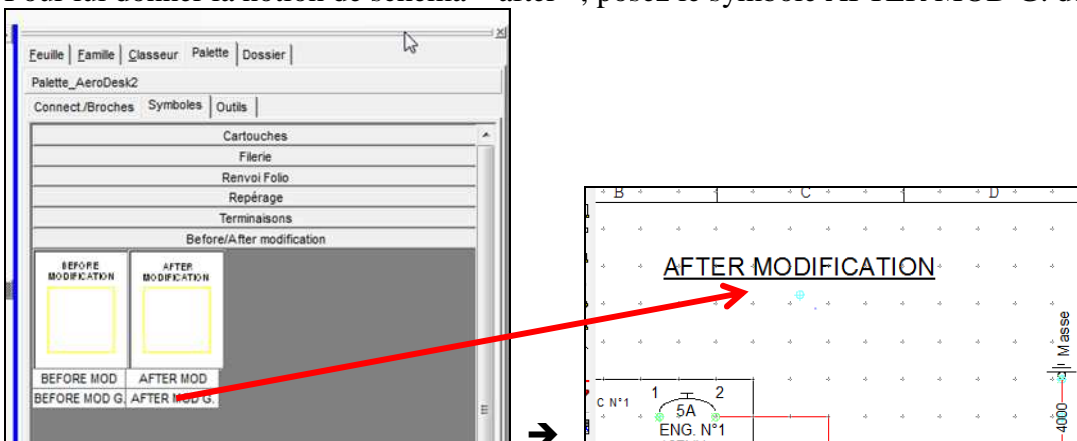 Pour lui donner la notion de schéma « after », posez le symbole AFTER MOD G. d
Feuille Famille Classeur Palette Dossier
Palette_AeroDesk2
Connect./Broches Symboles Outils
Cartouches
Filerie
Renvoi Folio
Repérage
Terminaisons
Before/After modification
BEFORE MODIFICATION
AFTER MODIFICATION
BEFORE MOD AFTER MOD
BEFORE MOD G. AFTER MOD G.
B C D
AFTER MODIFICATION
Masse
4000
C N°1
1 2
5A
ENG. N°1